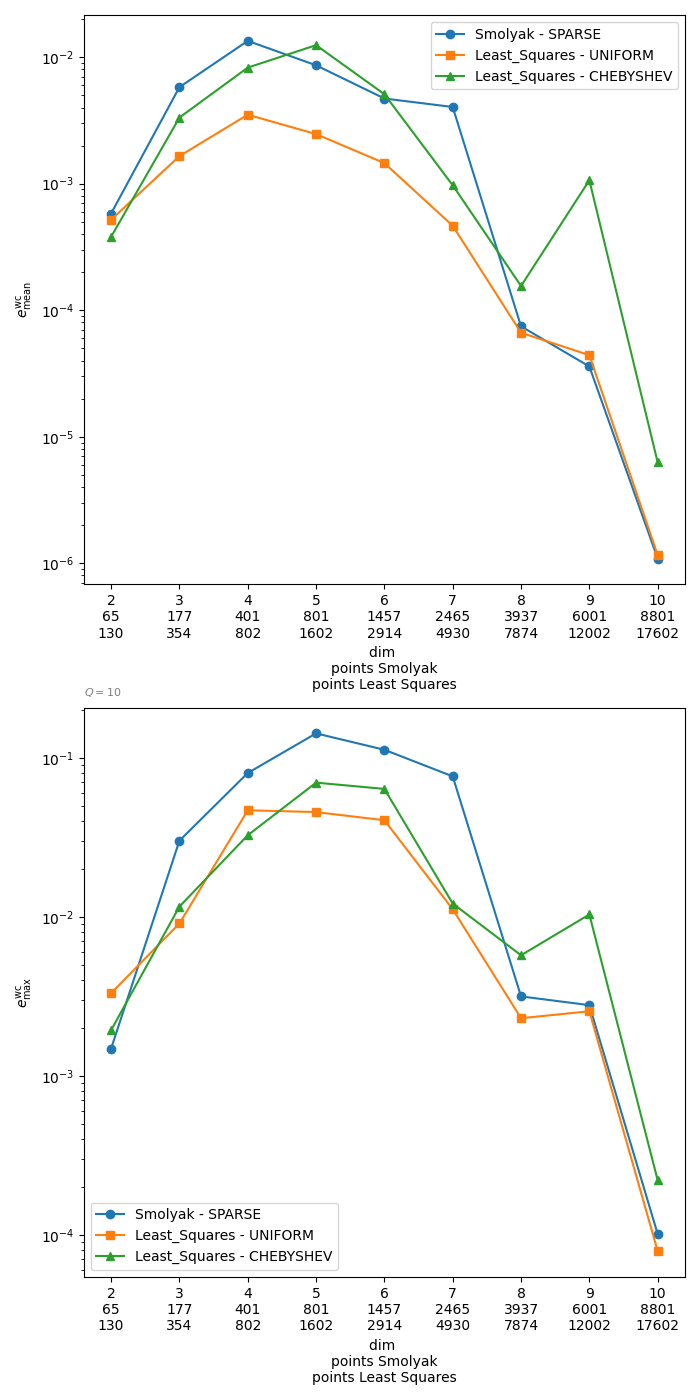 Smolyak - SPARSE
Least_Squares - UNIFORM
Least_Squares - CHEBYSHEV
10^{-2}
10^{-3}
10^{-4}
10^{-5}
10^{-6}
e^{wc}_{mean}
2 3 4 5 6 7 8 9 10
65 177 401 801 1457 2465 3937 6001 8801
130 354 802 1602 2914 4930 7874 12002 17602
dim
points Smolyak
points Least Squares
Q = 10
10^{-1}
10^{-2}
10^{-3}
10^{-4}
e^{wc}_{max}
Smolyak - SPARSE
Least_Squares - UNIFORM
Least_Squares - CHEBYSHEV
2 3 4 5 6 7 8 9 10
65 177 401 801 1457 2465 3937 6001 8801
130 354 802 1602 2914 4930 7874 12002 17602
dim
points Smolyak
points Least Squares